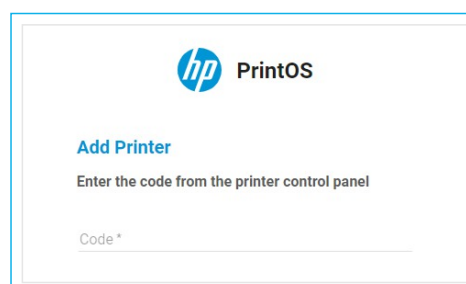 hp PrintOS
Add Printer
Enter the code from the printer control panel
Code *